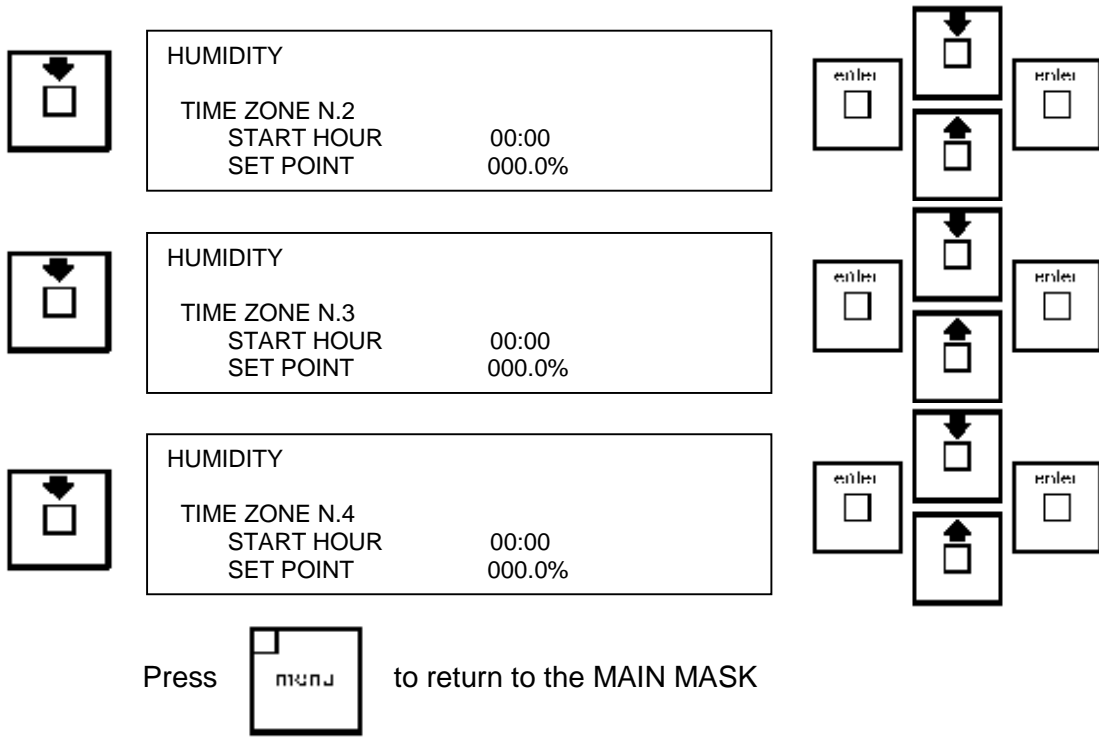 HUMIDITY
TIME ZONE N.2
START HOUR 00:00
SET POINT 000.0%
enter
enter
HUMIDITY
TIME ZONE N.3
START HOUR 00:00
SET POINT 000.0%
enter
enter
HUMIDITY
TIME ZONE N.4
START HOUR 00:00
SET POINT 000.0%
enter
enter
Press menu to return to the MAIN MASK